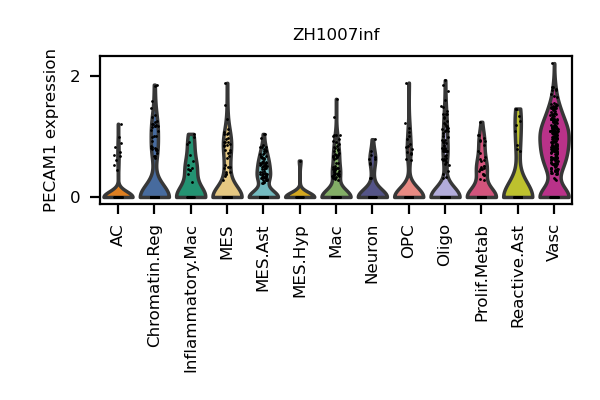 ZH1007inf
PECAM1 expression
2
0
AC
Chromatin.Reg
Inflammatory.Mac
MES
MES.Ast
MES.Hyp
Mac
Neuron
OPC
Oligo
Prolif.Metab
Reactive.Ast
Vasc